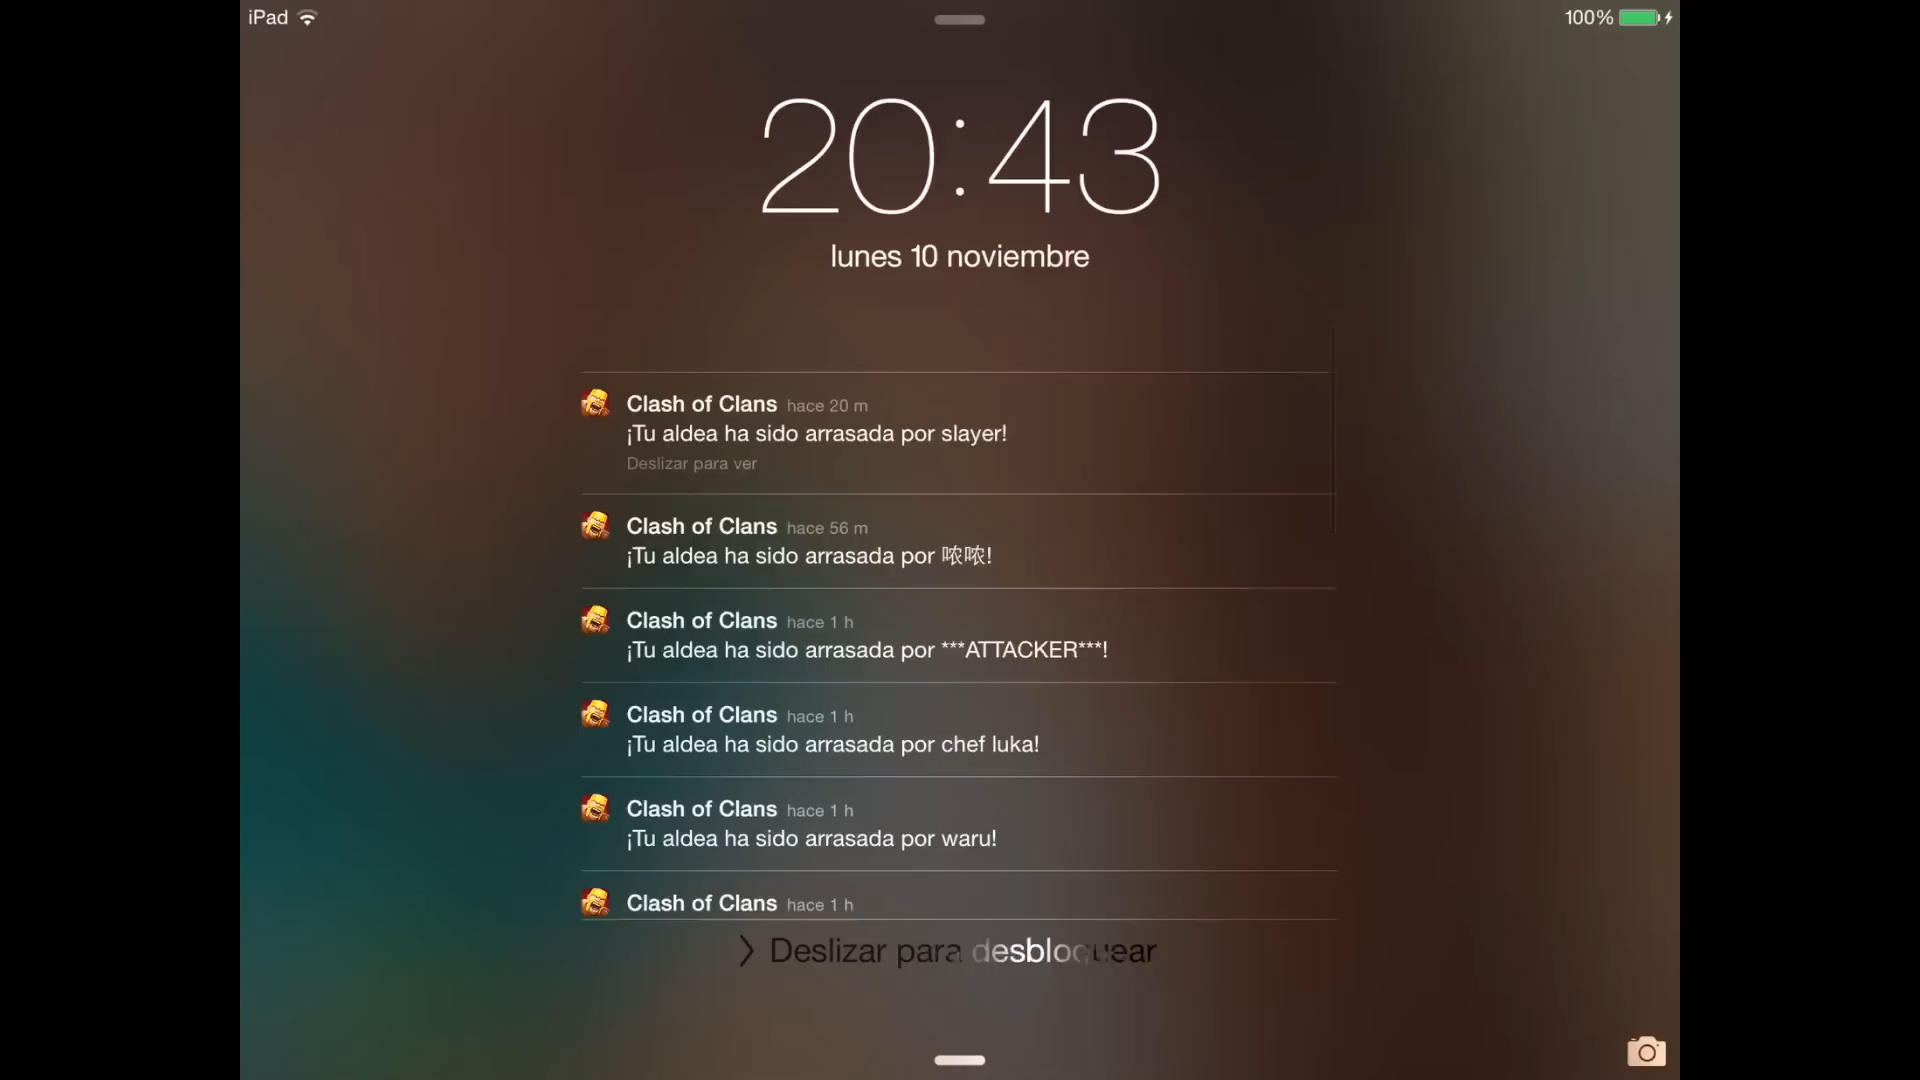 iPad
100%
20:43
lunes 10 noviembre
Clash of Clans hace 20 m
¡Tu aldea ha sido arrasada por slayer!
Deslizar para ver
Clash of Clans hace 56 m
¡Tu aldea ha sido arrasada por 哝哝!
Clash of Clans hace 1 h
¡Tu aldea ha sido arrasada por ***ATTACKER***!
Clash of Clans hace 1 h
¡Tu aldea ha sido arrasada por chef luka!
Clash of Clans hace 1 h
¡Tu aldea ha sido arrasada por waru!
Clash of Clans hace 1 h
Deslizar para desbloquear